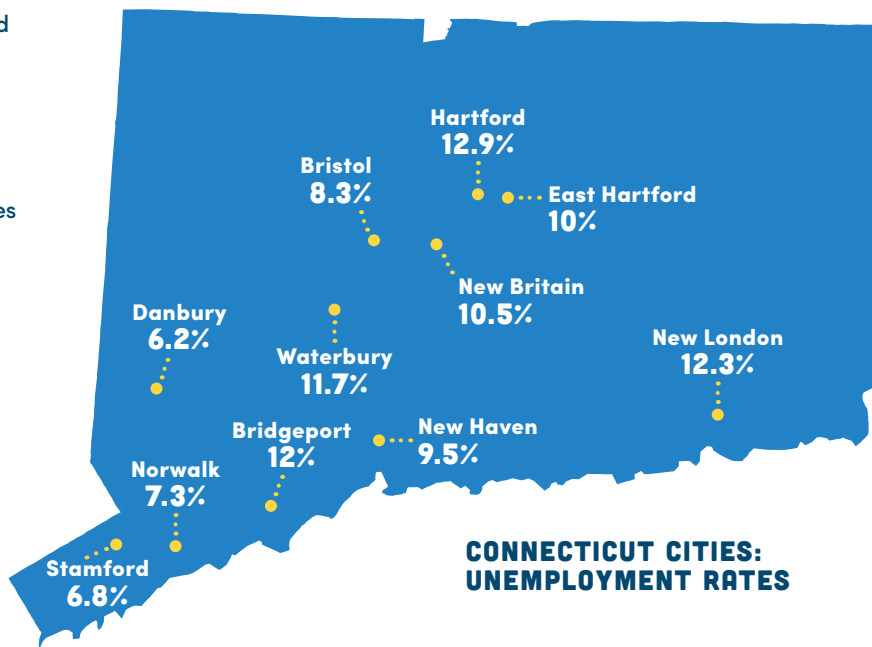 d
es
Hartford
12.9%
Bristol
8.3%
East Hartford
10%
New Britain
10.5%
Danbury
6.2%
Waterbury
11.7%
New London
12.3%
Bridgeport
12%
New Haven
9.5%
Norwalk
7.3%
Stamford
6.8%
CONNECTICUT CITIES:
UNEMPLOYMENT RATES